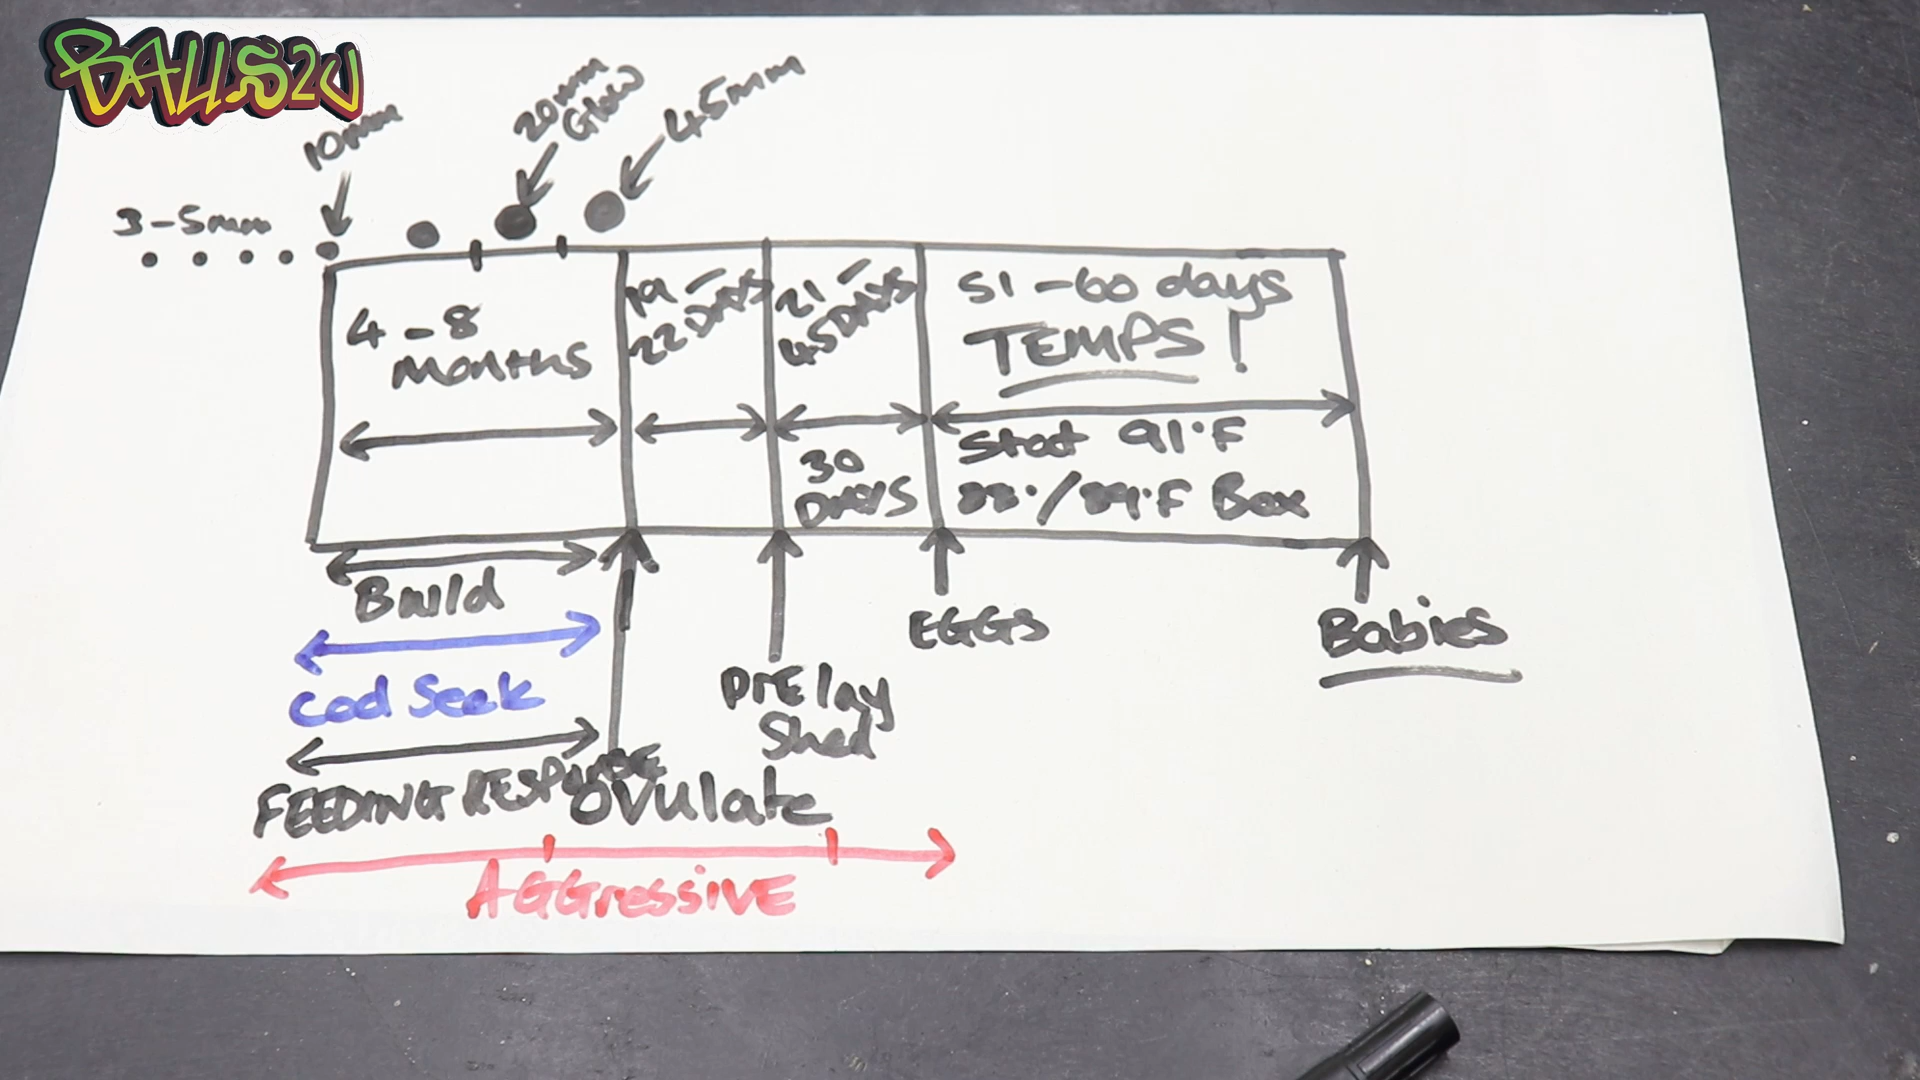 BALLS2U
10mm
20mm
Glow
45mm
3-5mm
4-8
Months
19-
22 DAYS
21-
45 DAYS
51-60 days
TEMPS!
30
DAYS
Stat 91°F
88°/89°F Box
Build
EGGS
Babies
Cool Seek
PrE lay
Shed
FEEDING RESPONSE
OVulate
AGGressiVE